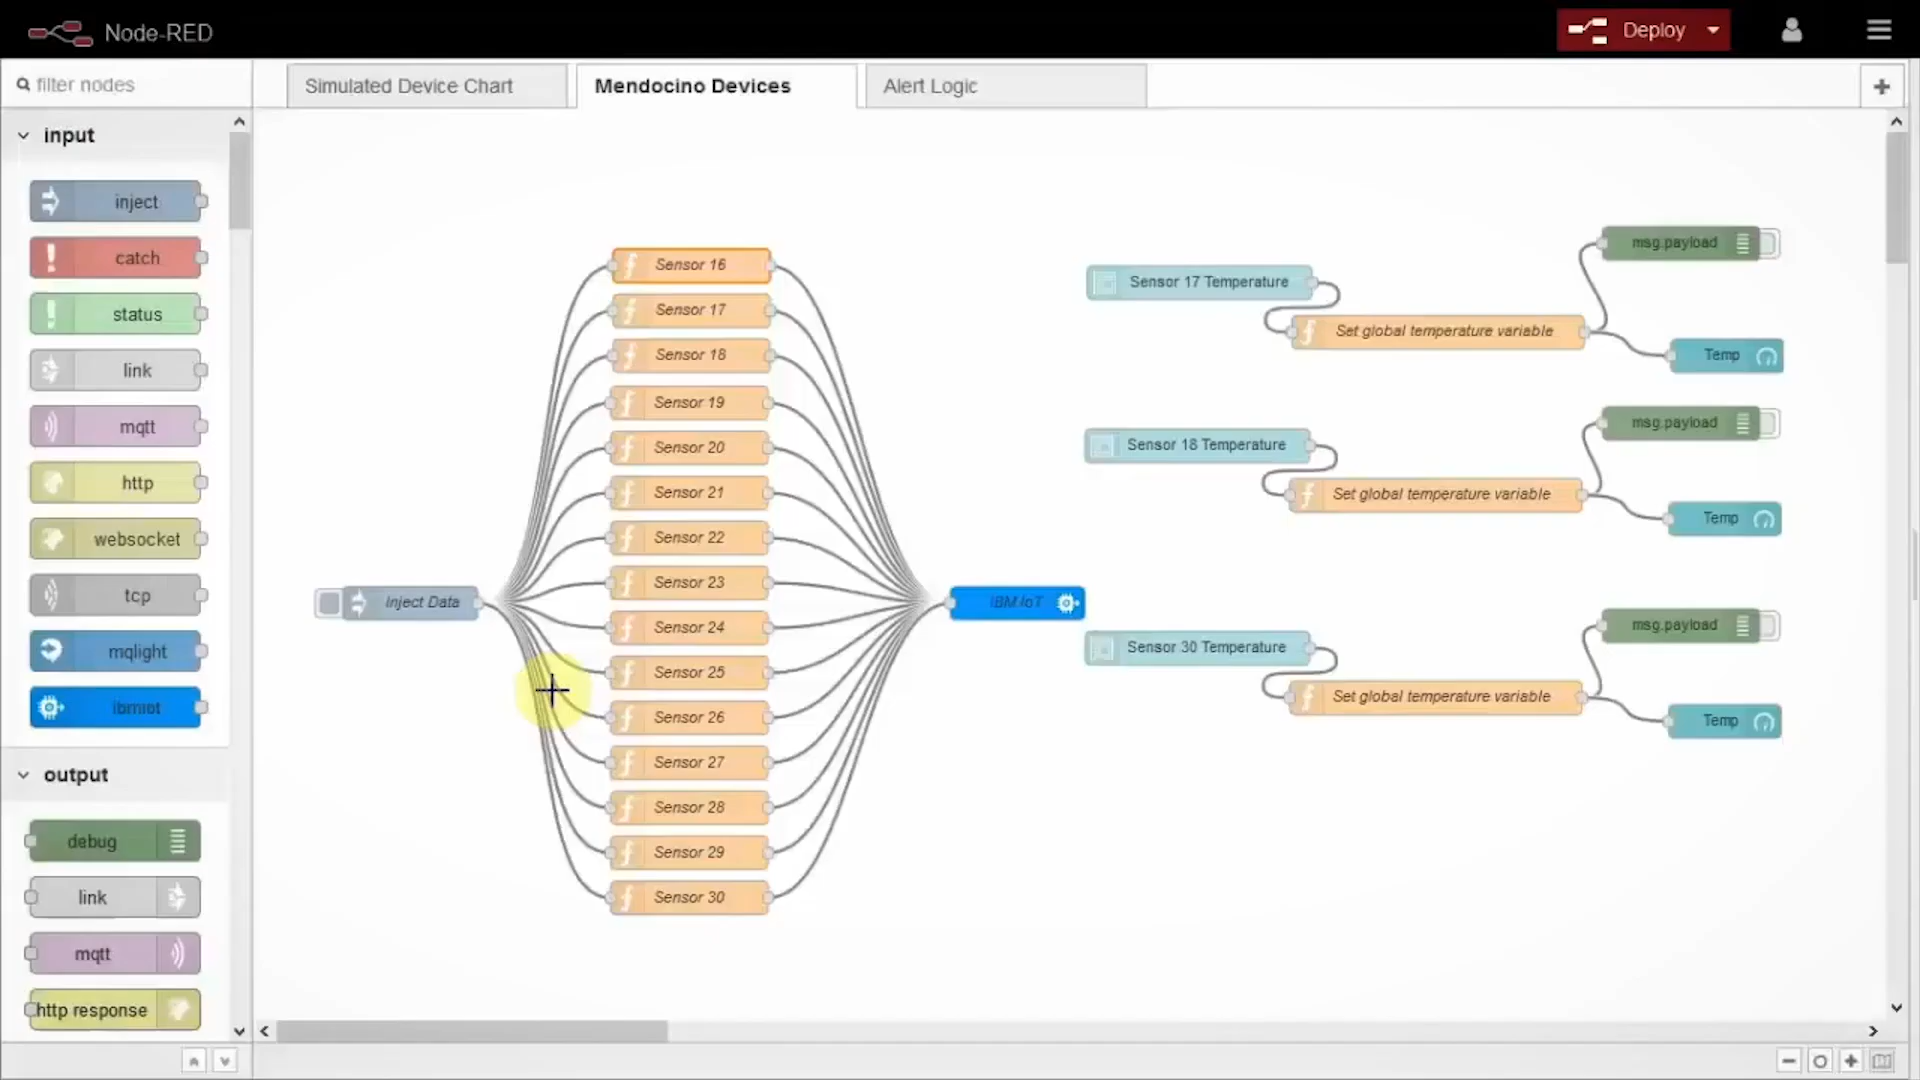 Node-RED
Deploy
filter nodes
Simulated Device Chart
Mendocino Devices
Alert Logic
input
inject
catch
status
link
mqtt
http
websocket
tcp
mqlight
ibmiot
output
debug
link
mqtt
http response
Inject Data
Sensor 16
Sensor 17
Sensor 18
Sensor 19
Sensor 20
Sensor 21
Sensor 22
Sensor 23
Sensor 24
Sensor 25
Sensor 26
Sensor 27
Sensor 28
Sensor 29
Sensor 30
IBM IoT
Sensor 17 Temperature
Set global temperature variable
msg.payload
Temp
Sensor 18 Temperature
Set global temperature variable
msg.payload
Temp
Sensor 30 Temperature
Set global temperature variable
msg.payload
Temp